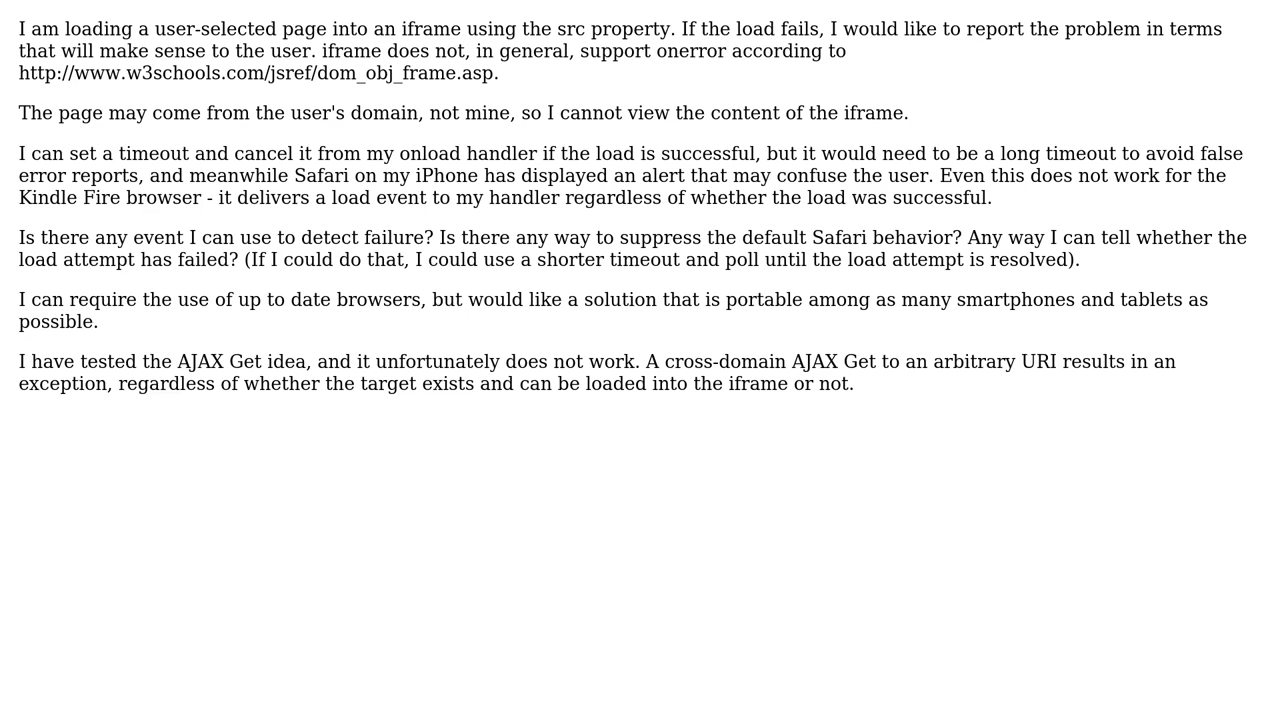 I am loading a user-selected page into an iframe using the src property. If the load fails, I would like to report the problem in terms
that will make sense to the user. iframe does not, in general, support onerror according to
http://www.w3schools.com/jsref/dom_obj_frame.asp.
The page may come from the user's domain, not mine, so I cannot view the content of the iframe.
I can set a timeout and cancel it from my onload handler if the load is successful, but it would need to be a long timeout to avoid false
error reports, and meanwhile Safari on my iPhone has displayed an alert that may confuse the user. Even this does not work for the
Kindle Fire browser - it delivers a load event to my handler regardless of whether the load was successful.
Is there any event I can use to detect failure? Is there any way to suppress the default Safari behavior? Any way I can tell whether the
load attempt has failed? (If I could do that, I could use a shorter timeout and poll until the load attempt is resolved).
I can require the use of up to date browsers, but would like a solution that is portable among as many smartphones and tablets as
possible.
I have tested the AJAX Get idea, and it unfortunately does not work. A cross-domain AJAX Get to an arbitrary URI results in an
exception, regardless of whether the target exists and can be loaded into the iframe or not.